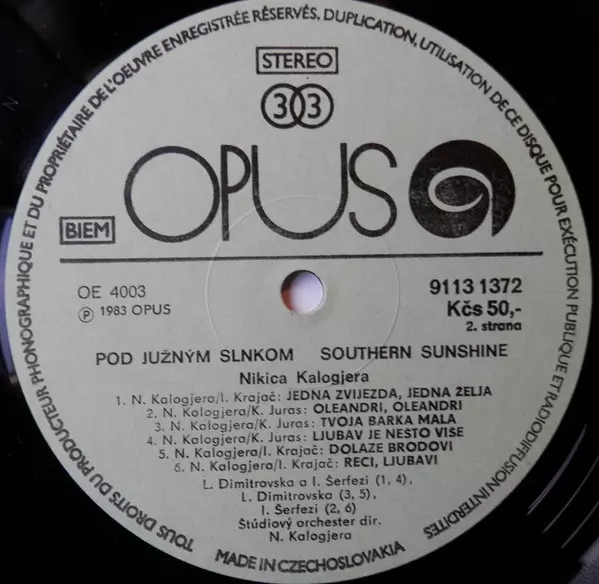 TOUS DROITS DU PRODUCTEUR PHONOGRAPHIQUE ET DU PROPRIÉTAIRE DE L'OEUVRE ENREGISTRÉE RÉSERVÉS. DUPLICATION, UTILISATION DE CE DISQUE POUR EXÉCUTION PUBLIQUE ET RADIODIFFUSION INTERDITES
STEREO
33
OPUS
BIEM
OE 4003
℗ 1983 OPUS
9113 1372
Kčs 50,-
2. strana
POD JUŽNÝM SLNKOM SOUTHERN SUNSHINE
Nikica Kalogjera
1. N. Kalogjera/I. Krajač: JEDNA ZVIJEZDA, JEDNA ŽELJA
2. N. Kalogjera/K. Juras: OLEANDRI, OLEANDRI
3. N. Kalogjera/K. Juras: TVOJA BARKA MALA
4. N. Kalogjera/K. Juras: LJUBAV JE NESTO VISE
5. N. Kalogjera/I. Krajač: DOLAZE BRODOVI
6. N. Kalogjera/I. Krajač: RECI, LJUBAVI
L. Dimitrovska a I. Šerfezi (1, 4),
L. Dimitrovska (3, 5),
I. Šerfezi (2, 6)
Štúdiový orchester dir.
N. Kalogjera
MADE IN CZECHOSLOVAKIA